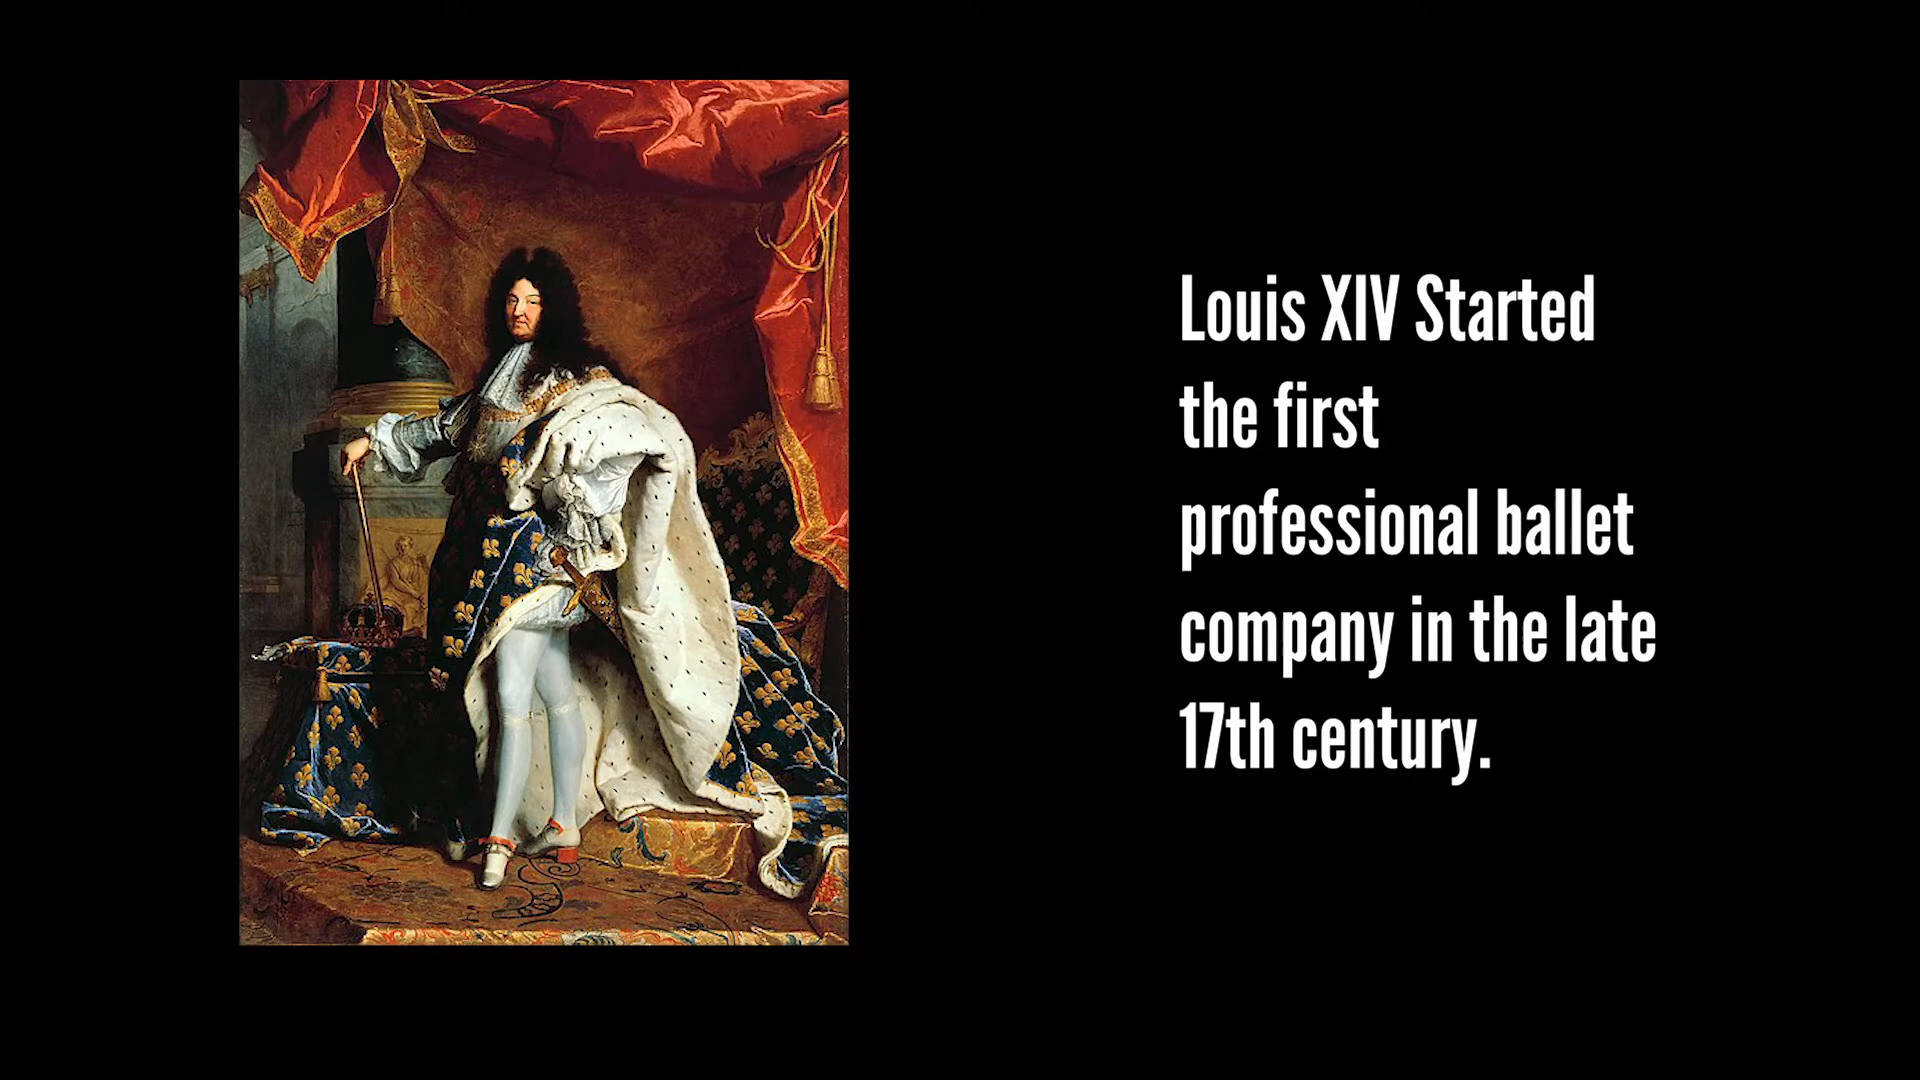 Louis XIV Started
the first
professional ballet
company in the late
17th century.